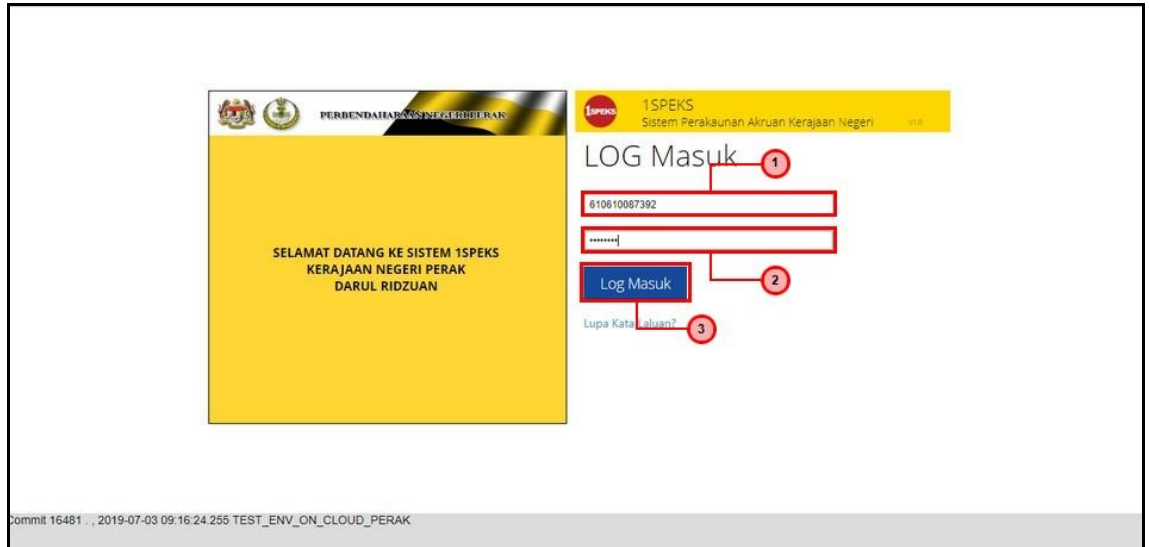 PERBENDAHARAAN NEGERI PERAK
SELAMAT DATANG KE SISTEM 1SPEKS
KERAJAAN NEGERI PERAK
DARUL RIDZUAN
1SPEKS
1SPEKS
Sistem Perakaunan Akruan Kerajaan Negeri V1.0
LOG Masuk
1
610610087392
••••••••
2
Log Masuk
Lupa Kata Laluan?
3
Commit 16481 . , 2019-07-03 09:16:24.255 TEST_ENV_ON_CLOUD_PERAK